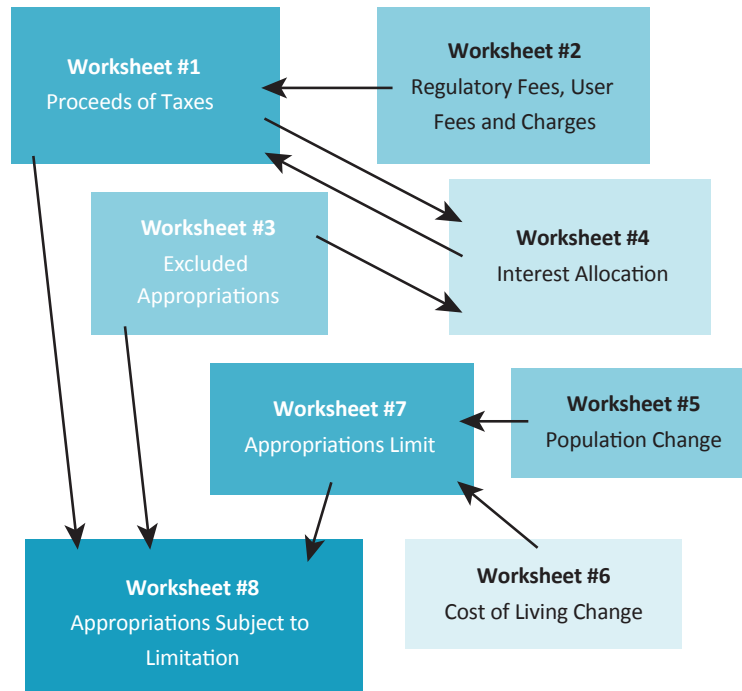 Worksheet #1
Proceeds of Taxes
Worksheet #2
Regulatory Fees, User
Fees and Charges
Worksheet #3
Excluded
Appropriations
Worksheet #4
Interest Allocation
Worksheet #7
Appropriations Limit
Worksheet #5
Population Change
Worksheet #8
Appropriations Subject to
Limitation
Worksheet #6
Cost of Living Change